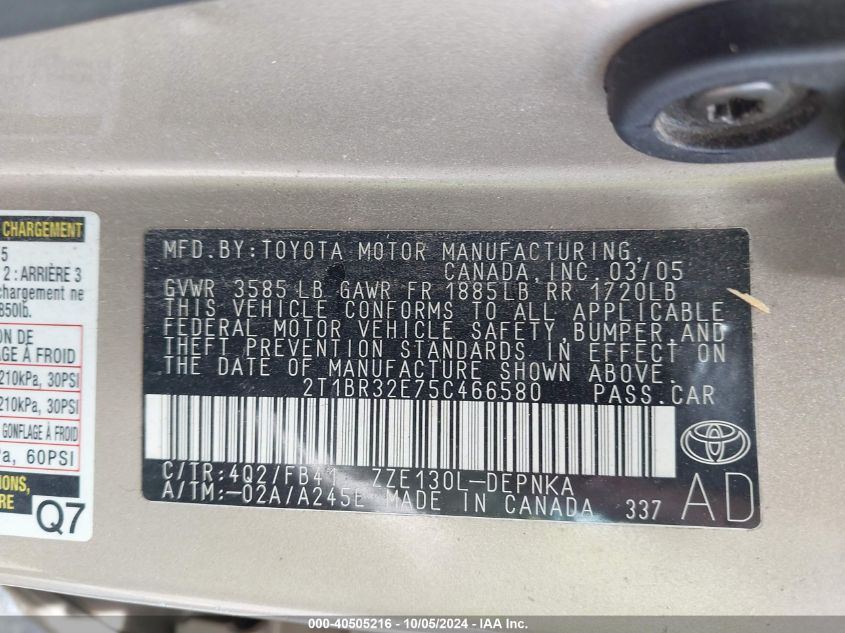 CHARGEMENT
5
2 : ARRIÈRE 3
chargement ne
850lb.
ON DE
LAGE À FROID
210kPa, 30PSI
210kPa, 30PSI
GONFLAGE À FROID
a, 60PSI
IONS,
RE
Q7
MFD.BY:TOYOTA MOTOR MANUFACTURING,
CANADA,INC.03/05
GVWR 3585LB GAWR FR 1885LB RR 1720LB
THIS VEHICLE CONFORMS TO ALL APPLICABLE
FEDERAL MOTOR VEHICLE SAFETY,BUMPER,AND
THEFT PREVENTION STANDARDS IN EFFECT ON
THE DATE OF MANUFACTURE SHOWN ABOVE.
2T1BR32E75C466580 PASS.CAR
C/TR:4Q2/FB41 ZZE130L-DEPNKA
A/TM:-02A/A245E MADE IN CANADA 337
AD
000-40505216 - 10/05/2024 - IAA Inc.